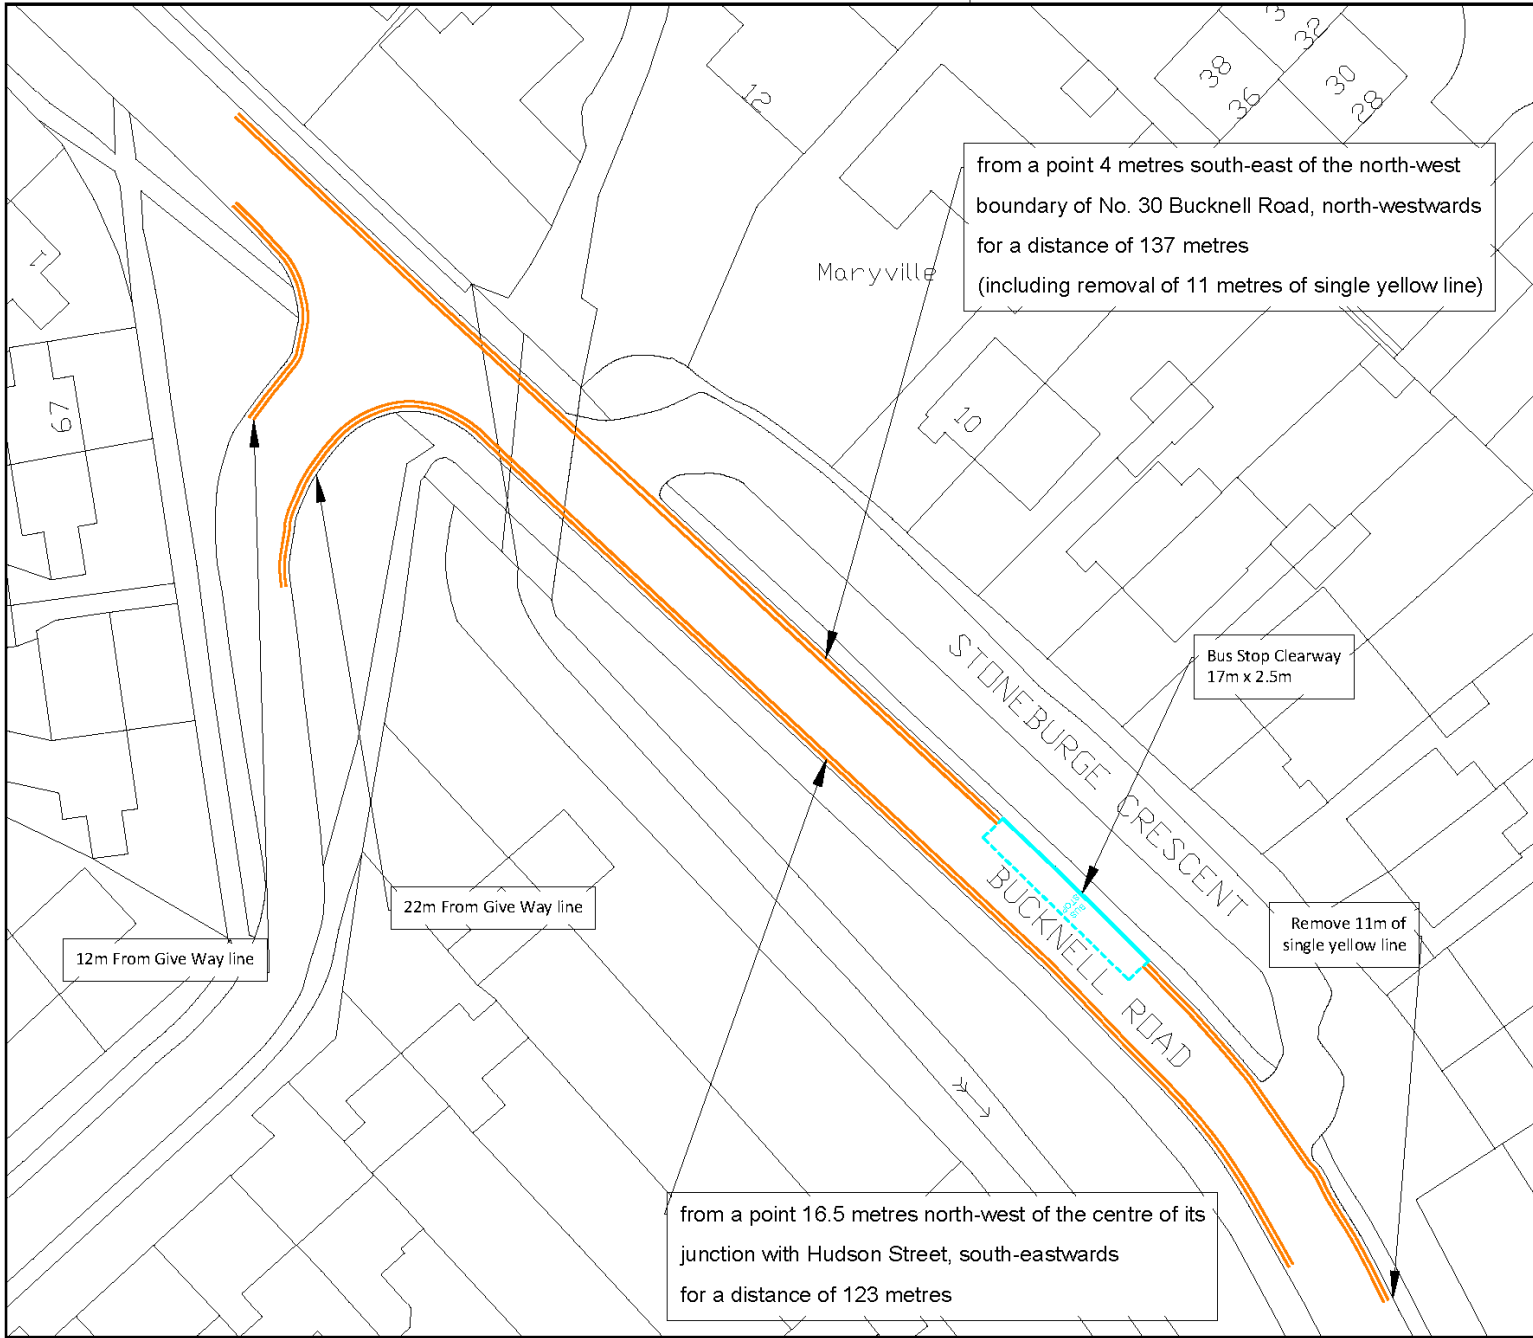 32
38
36
30
28
12
from a point 4 metres south-east of the north-west
boundary of No. 30 Bucknell Road, north-westwards
for a distance of 137 metres
(including removal of 11 metres of single yellow line)
1
Maryville
67
10
STONEBURGE CRESCENT
Bus Stop Clearway
17m x 2.5m
BUS
STOP
BUCKNELL ROAD
22m From Give Way line
12m From Give Way line
Remove 11m of
single yellow line
from a point 16.5 metres north-west of the centre of its
junction with Hudson Street, south-eastwards
for a distance of 123 metres